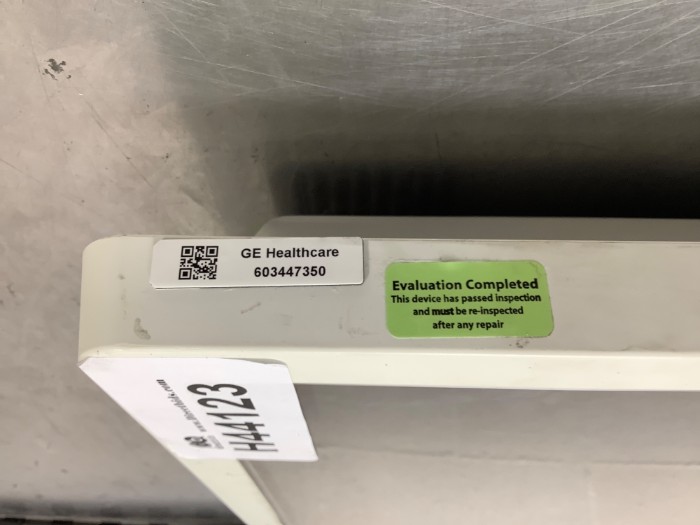 GE Healthcare
603447350
Evaluation Completed
This device has passed inspection
and must be re-inspected
after any repair
H44123